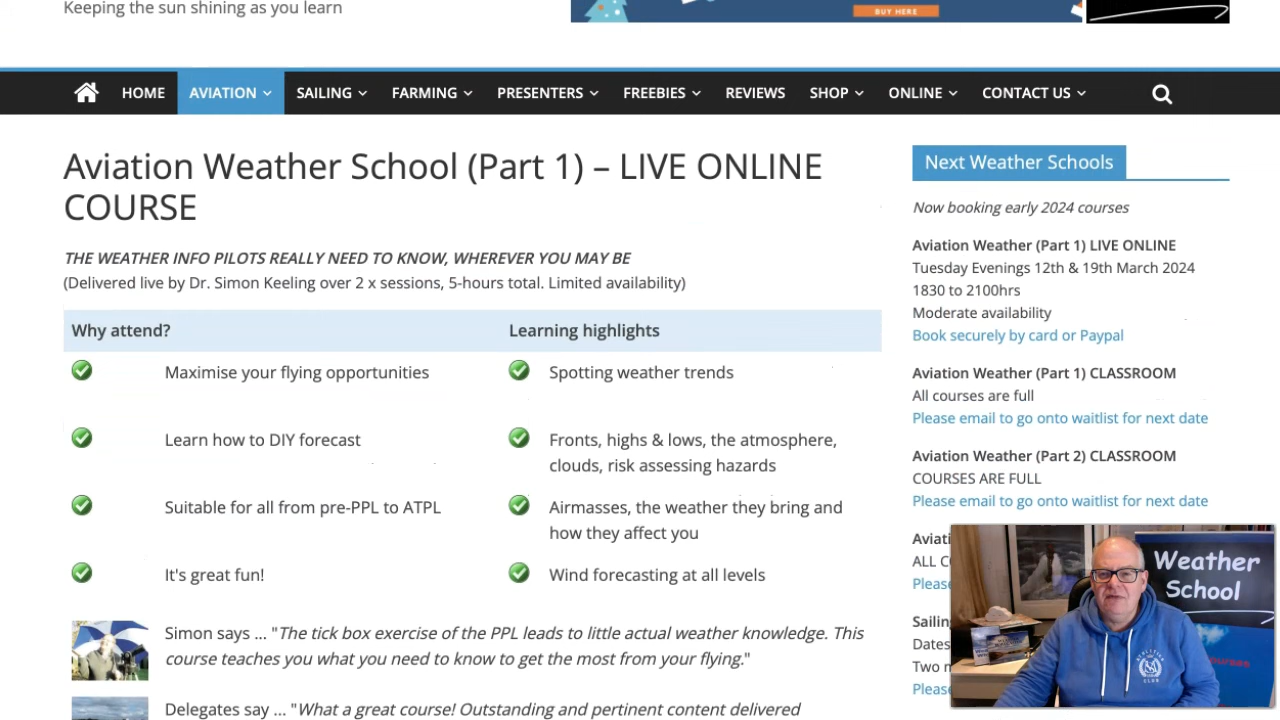 Keeping the sun shining as you learn
BUY HERE
HOME
AVIATION
SAILING
FARMING
PRESENTERS
FREEBIES
REVIEWS
SHOP
ONLINE
CONTACT US
Aviation Weather School (Part 1) – LIVE ONLINE
COURSE
THE WEATHER INFO PILOTS REALLY NEED TO KNOW, WHEREVER YOU MAY BE
(Delivered live by Dr. Simon Keeling over 2 x sessions, 5-hours total. Limited availability)
Why attend?
Learning highlights
Maximise your flying opportunities
Spotting weather trends
Learn how to DIY forecast
Fronts, highs & lows, the atmosphere,
clouds, risk assessing hazards
Suitable for all from pre-PPL to ATPL
Airmasses, the weather they bring and
how they affect you
It's great fun!
Wind forecasting at all levels
Simon says ... "The tick box exercise of the PPL leads to little actual weather knowledge. This
course teaches you what you need to know to get the most from your flying."
Delegates say ... "What a great course! Outstanding and pertinent content delivered
Next Weather Schools
Now booking early 2024 courses
Aviation Weather (Part 1) LIVE ONLINE
Tuesday Evenings 12th & 19th March 2024
1830 to 2100hrs
Moderate availability
Book securely by card or Paypal
Aviation Weather (Part 1) CLASSROOM
All courses are full
Please email to go onto waitlist for next date
Aviation Weather (Part 2) CLASSROOM
COURSES ARE FULL
Please email to go onto waitlist for next date
Aviati
ALL C
Please
Sailing
Dates
Two m
Please
Weather
School
courses
CLUB